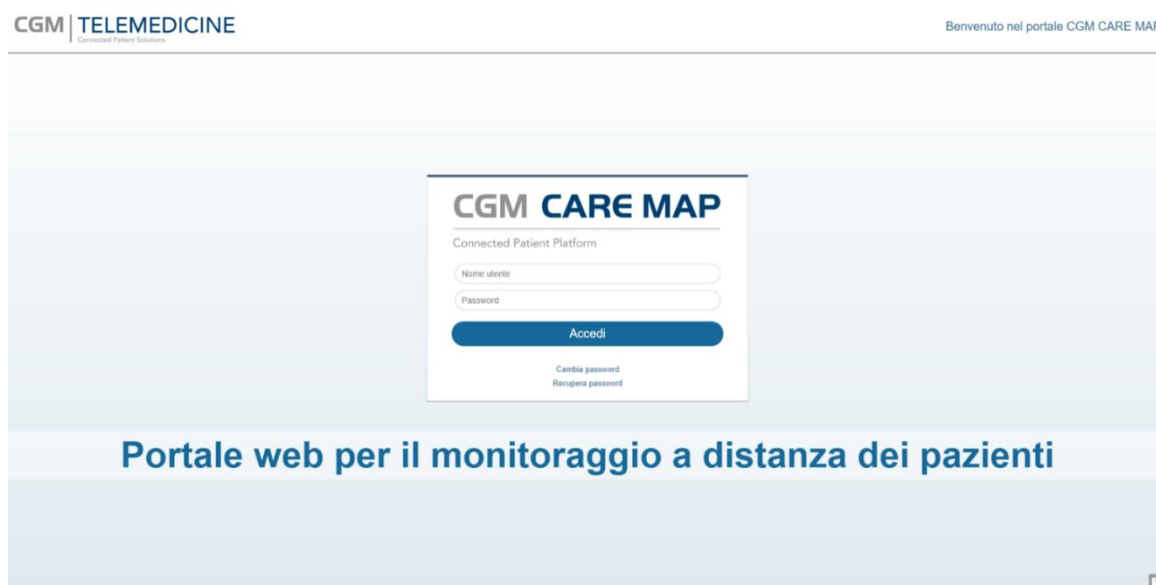 CGM TELEMEDICINE
Connected Patient Solutions
Benvenuto nel portale CGM CARE MAP
CGM CARE MAP
Connected Patient Platform
Nome utente
Password
Accedi
Cambia password
Recupera password
Portale web per il monitoraggio a distanza dei pazienti